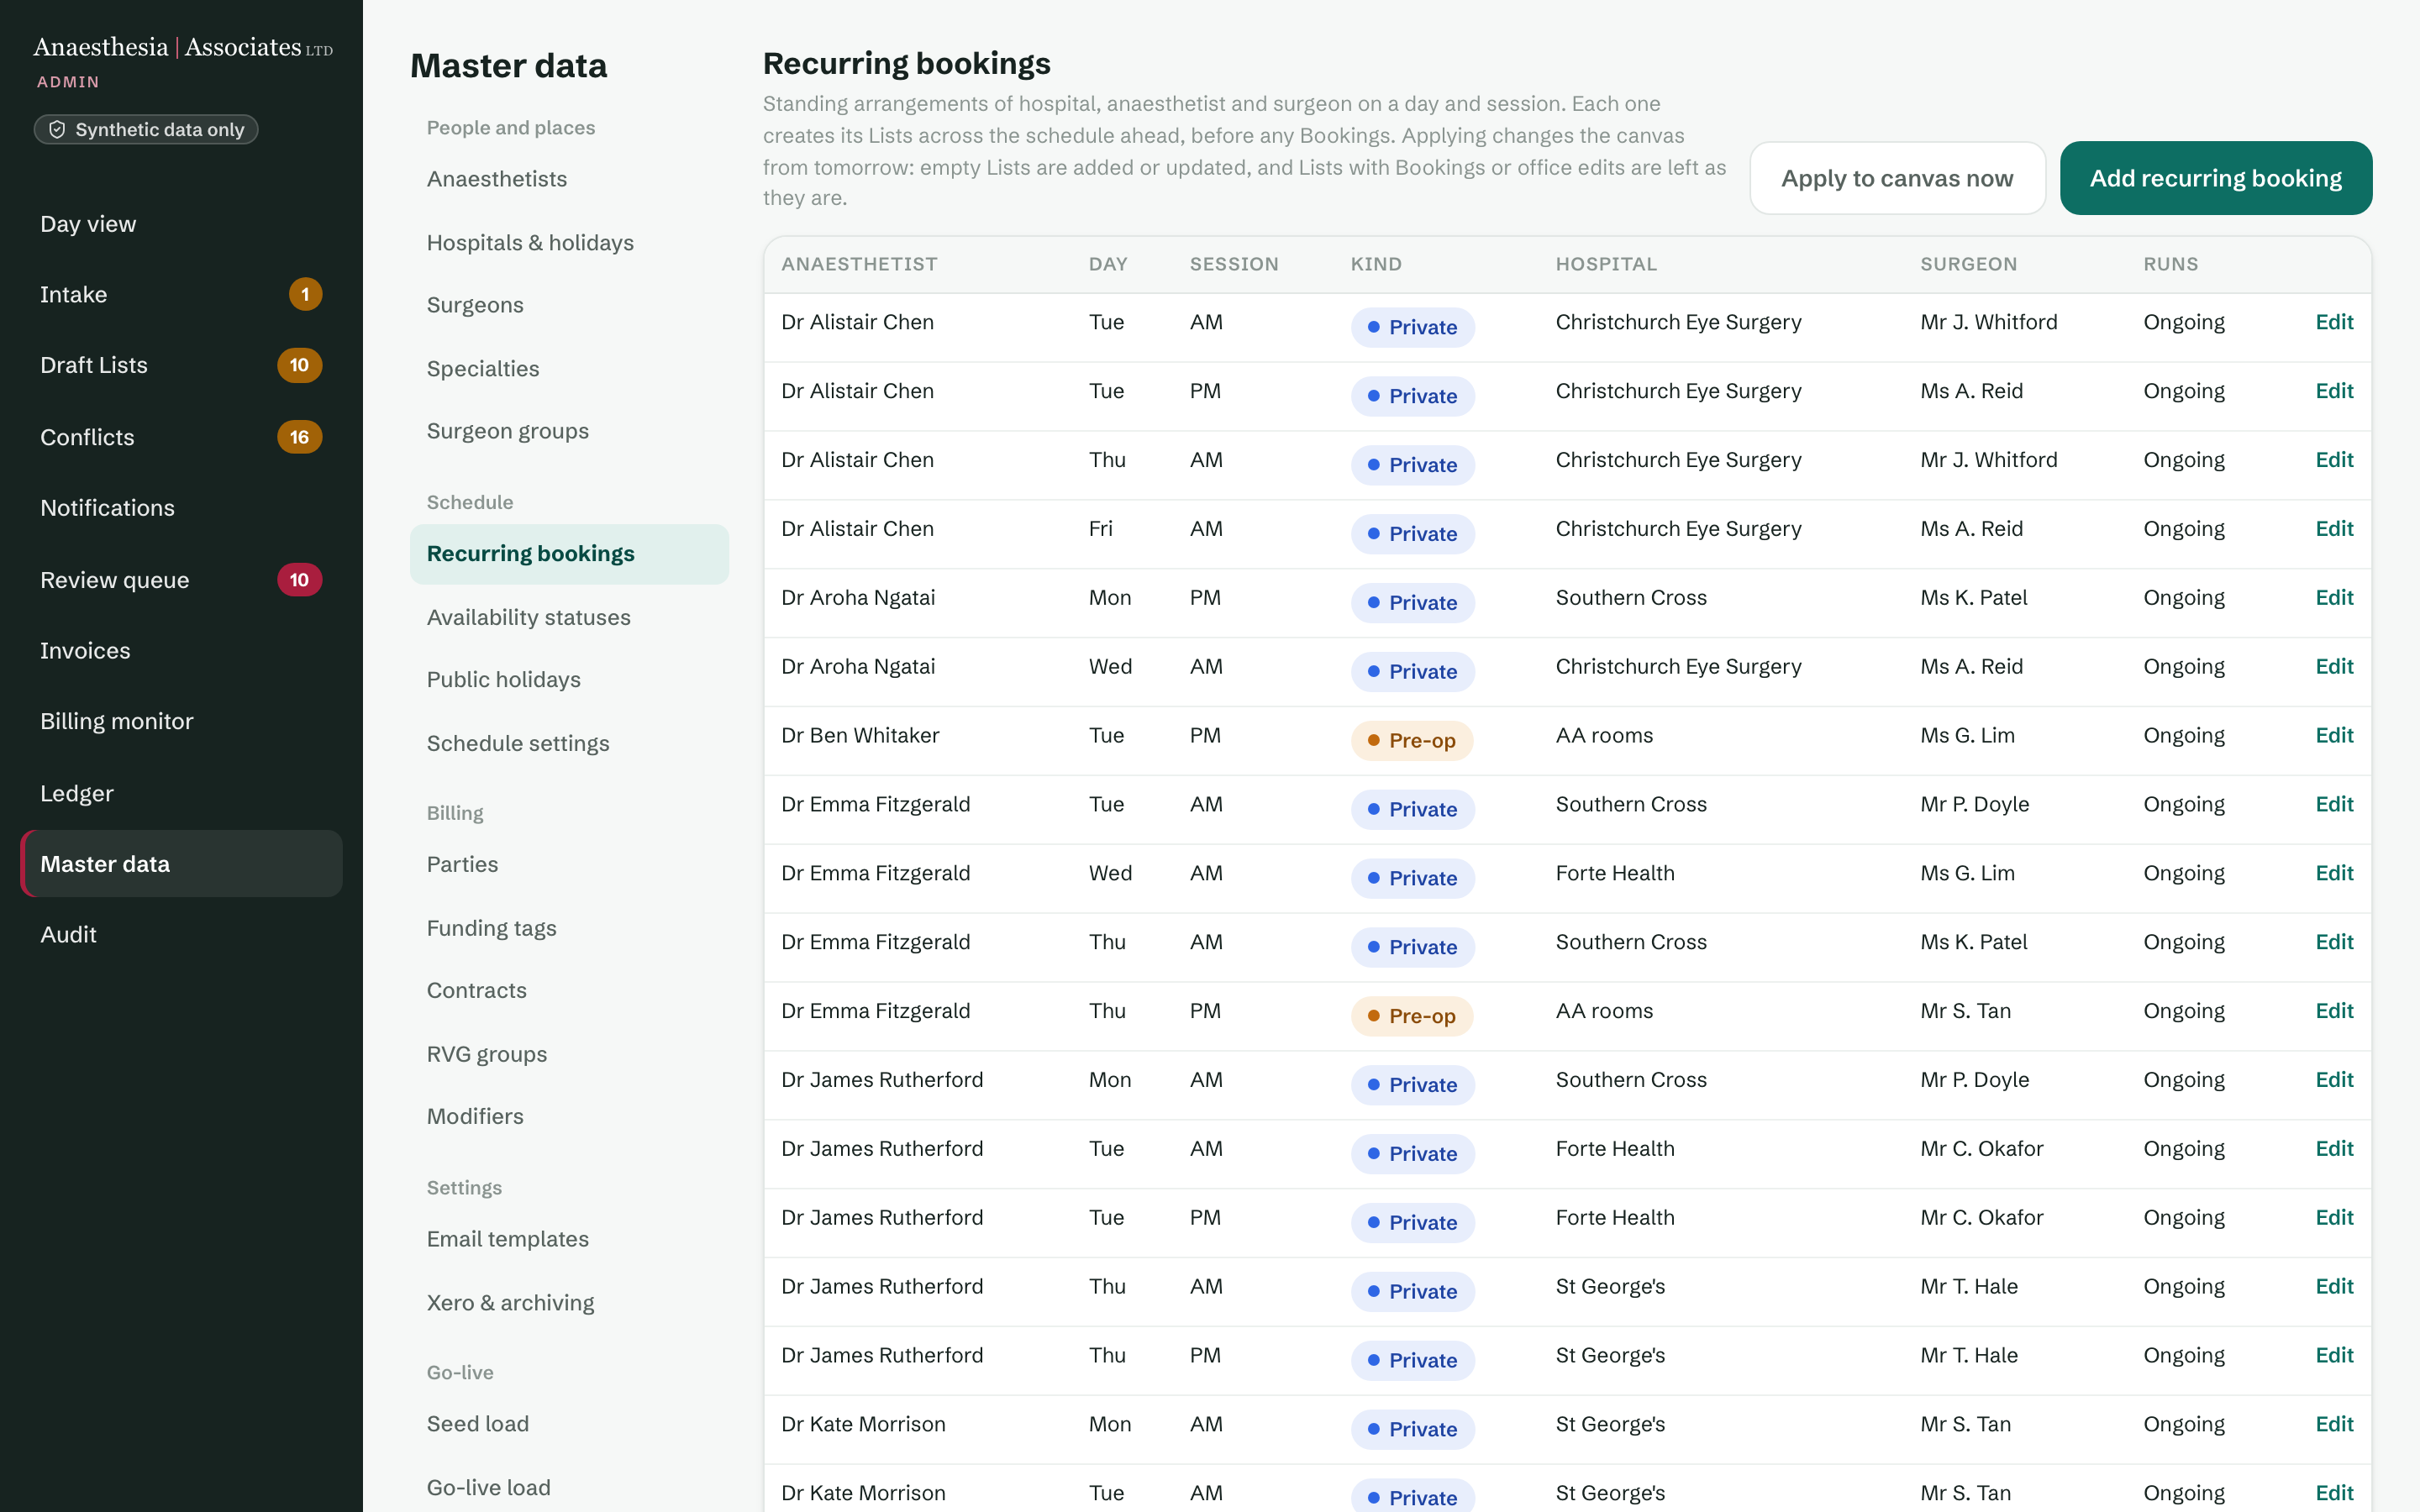 Anaesthesia | Associates LTD
ADMIN
Synthetic data only
Day view
Intake 1
Draft Lists 10
Conflicts 16
Notifications
Review queue 10
Invoices
Billing monitor
Ledger
Master data
Audit
Master data
People and places
Anaesthetists
Hospitals & holidays
Surgeons
Specialties
Surgeon groups
Schedule
Recurring bookings
Availability statuses
Public holidays
Schedule settings
Billing
Parties
Funding tags
Contracts
RVG groups
Modifiers
Settings
Email templates
Xero & archiving
Go-live
Seed load
Go-live load
Recurring bookings
Standing arrangements of hospital, anaesthetist and surgeon on a day and session. Each one
creates its Lists across the schedule ahead, before any Bookings. Applying changes the canvas
from tomorrow: empty Lists are added or updated, and Lists with Bookings or office edits are left as
they are.
Apply to canvas now
Add recurring booking
ANAESTHETIST DAY SESSION KIND HOSPITAL SURGEON RUNS
Dr Alistair Chen Tue AM Private Christchurch Eye Surgery Mr J. Whitford Ongoing Edit
Dr Alistair Chen Tue PM Private Christchurch Eye Surgery Ms A. Reid Ongoing Edit
Dr Alistair Chen Thu AM Private Christchurch Eye Surgery Mr J. Whitford Ongoing Edit
Dr Alistair Chen Fri AM Private Christchurch Eye Surgery Ms A. Reid Ongoing Edit
Dr Aroha Ngatai Mon PM Private Southern Cross Ms K. Patel Ongoing Edit
Dr Aroha Ngatai Wed AM Private Christchurch Eye Surgery Ms A. Reid Ongoing Edit
Dr Ben Whitaker Tue PM Pre-op AA rooms Ms G. Lim Ongoing Edit
Dr Emma Fitzgerald Tue AM Private Southern Cross Mr P. Doyle Ongoing Edit
Dr Emma Fitzgerald Wed AM Private Forte Health Ms G. Lim Ongoing Edit
Dr Emma Fitzgerald Thu AM Private Southern Cross Ms K. Patel Ongoing Edit
Dr Emma Fitzgerald Thu PM Pre-op AA rooms Mr S. Tan Ongoing Edit
Dr James Rutherford Mon AM Private Southern Cross Mr P. Doyle Ongoing Edit
Dr James Rutherford Tue AM Private Forte Health Mr C. Okafor Ongoing Edit
Dr James Rutherford Tue PM Private Forte Health Mr C. Okafor Ongoing Edit
Dr James Rutherford Thu AM Private St George's Mr T. Hale Ongoing Edit
Dr James Rutherford Thu PM Private St George's Mr T. Hale Ongoing Edit
Dr Kate Morrison Mon AM Private St George's Mr S. Tan Ongoing Edit
Dr Kate Morrison Tue AM Private St George's Mr S. Tan Ongoing Edit